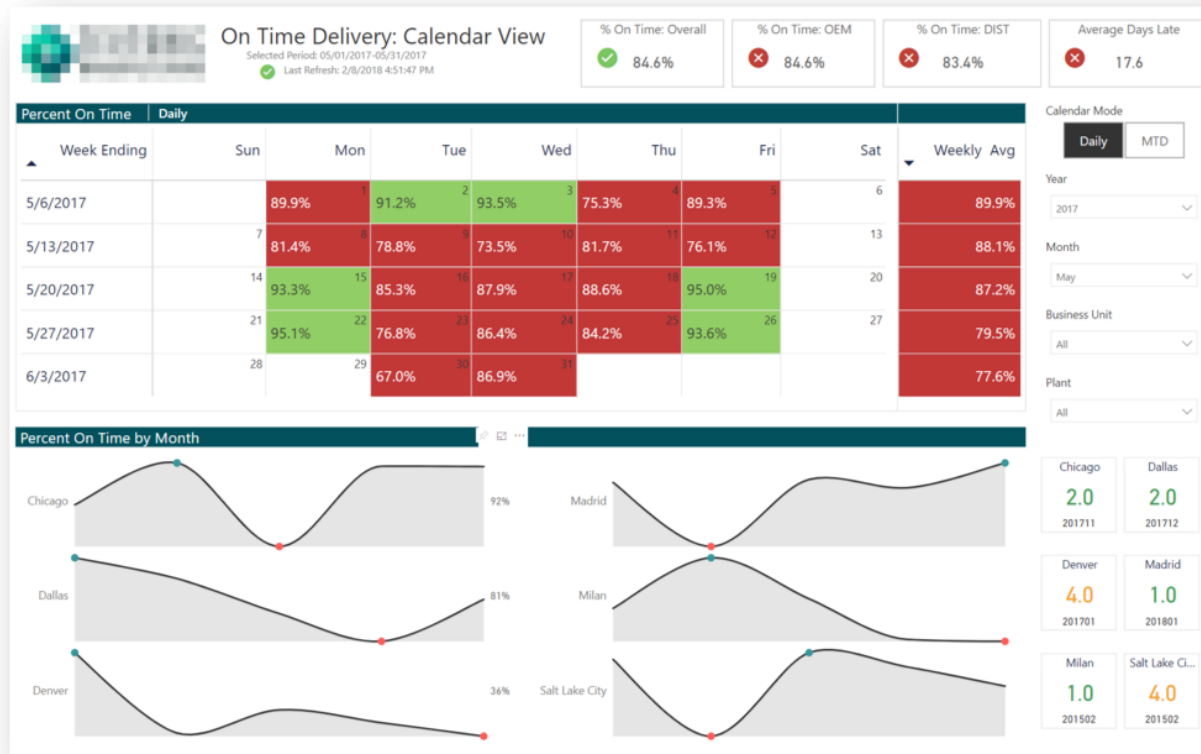 On Time Delivery: Calendar View
Selected Period: 05/01/2017-05/31/2017
Last Refresh: 2/8/2018 4:51:47 PM
% On Time: Overall
84.6%
% On Time: OEM
84.6%
% On Time: DIST
83.4%
Average Days Late
17.6
Percent On Time Daily
Week Ending Sun Mon Tue Wed Thu Fri Sat Weekly Avg
5/6/2017 89.9% 1 91.2% 2 93.5% 3 75.3% 4 89.3% 5 6 89.9%
5/13/2017 7 81.4% 8 78.8% 9 73.5% 10 81.7% 11 76.1% 12 13 88.1%
5/20/2017 14 93.3% 15 85.3% 16 87.9% 17 88.6% 18 95.0% 19 20 87.2%
5/27/2017 21 95.1% 22 76.8% 23 86.4% 24 84.2% 25 93.6% 26 27 79.5%
6/3/2017 28 29 67.0% 30 86.9% 31 77.6%
Calendar Mode
Daily MTD
Year
2017
Month
May
Business Unit
All
Plant
All
Percent On Time by Month
Chicago 92%
Dallas 81%
Denver 36%
Madrid
Milan
Salt Lake City
Chicago
2.0
201711
Dallas
2.0
201712
Denver
4.0
201701
Madrid
1.0
201801
Milan
1.0
201502
Salt Lake Ci...
4.0
201502